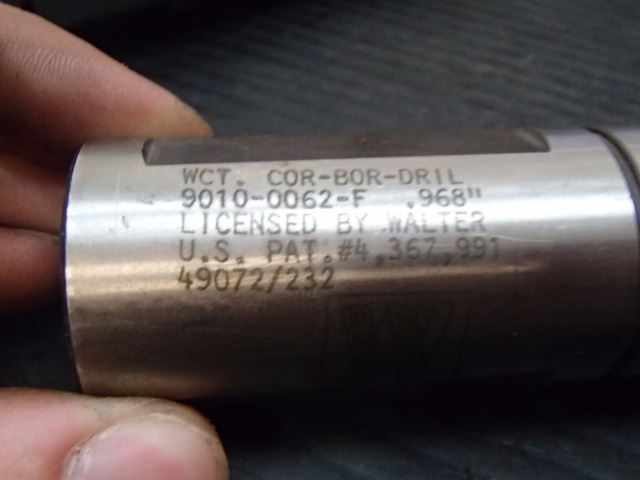 WCT. COR-BOR-DRIL
9010-0062-F .968"
LICENSED BY WALTER
U.S. PAT.#4,367,991
49072/232